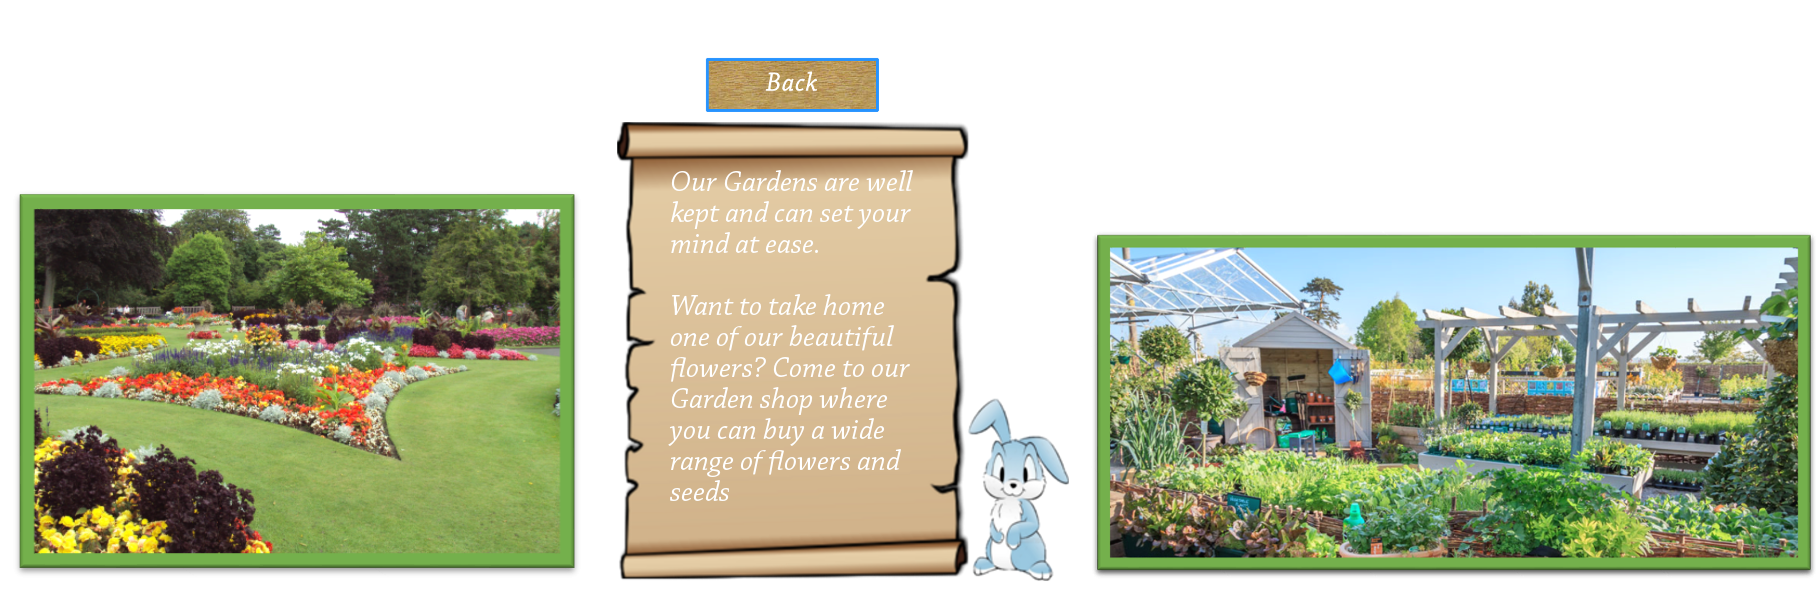 Back
Our Gardens are well
kept and can set your
mind at ease.
Want to take home
one of our beautiful
flowers? Come to our
Garden shop where
you can buy a wide
range of flowers and
seeds